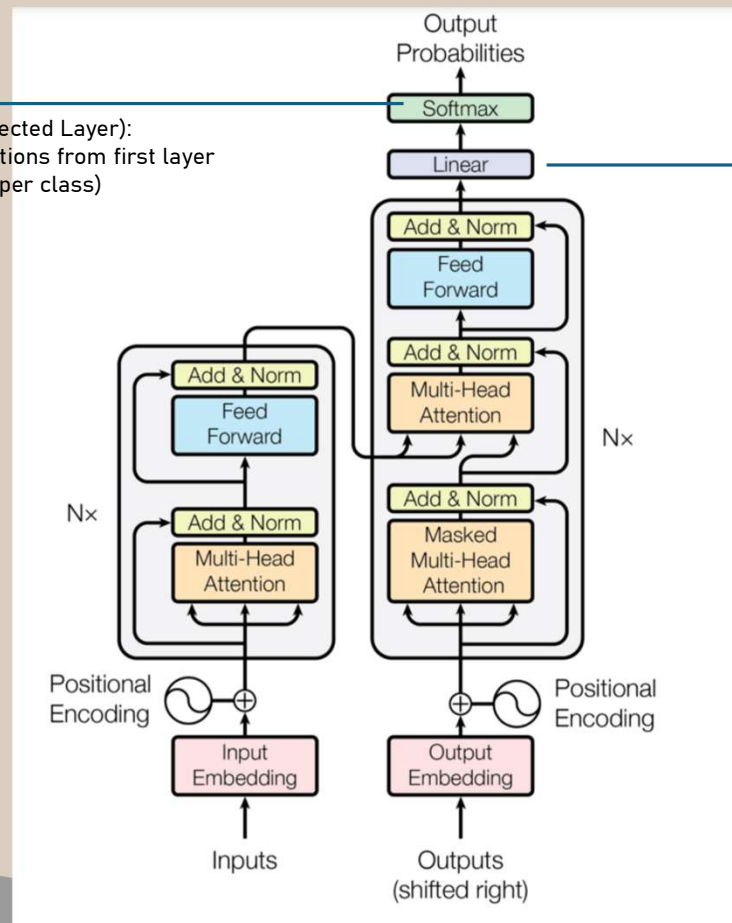 Output
Probabilities
Softmax
ected Layer):
tions from first layer
per class)
Linear
Add & Norm
Feed
Forward
Add & Norm
Multi-Head
Attention
Nx
Add & Norm
Masked
Multi-Head
Attention
Add & Norm
Feed
Forward
Nx
Add & Norm
Multi-Head
Attention
Positional
Encoding
Positional
Encoding
Input
Embedding
Output
Embedding
Inputs
Outputs
(shifted right)